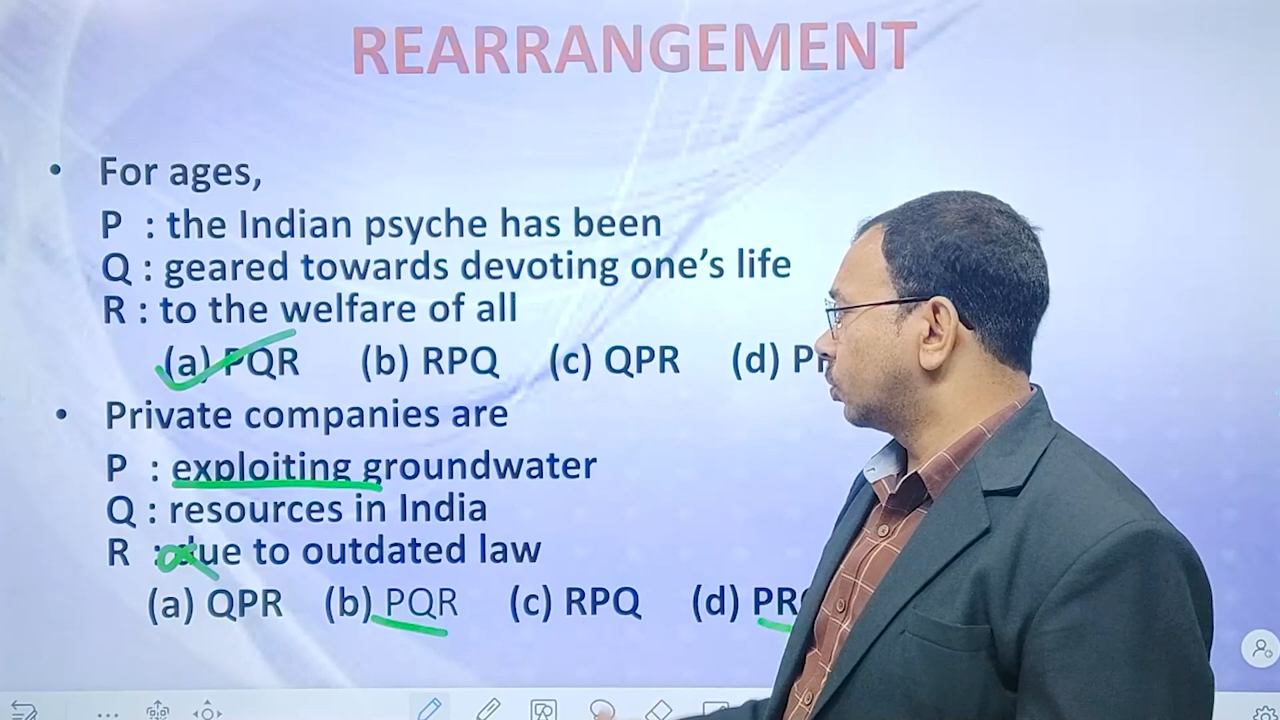 REARRANGEMENT
• For ages,
P : the Indian psyche has been
Q : geared towards devoting one's life
R : to the welfare of all
(a) PQR (b) RPQ (c) QPR (d)
• Private companies are
P : exploiting groundwater
Q : resources in India
R : due to outdated law
(a) QPR (b) PQR (c) RPQ (d)